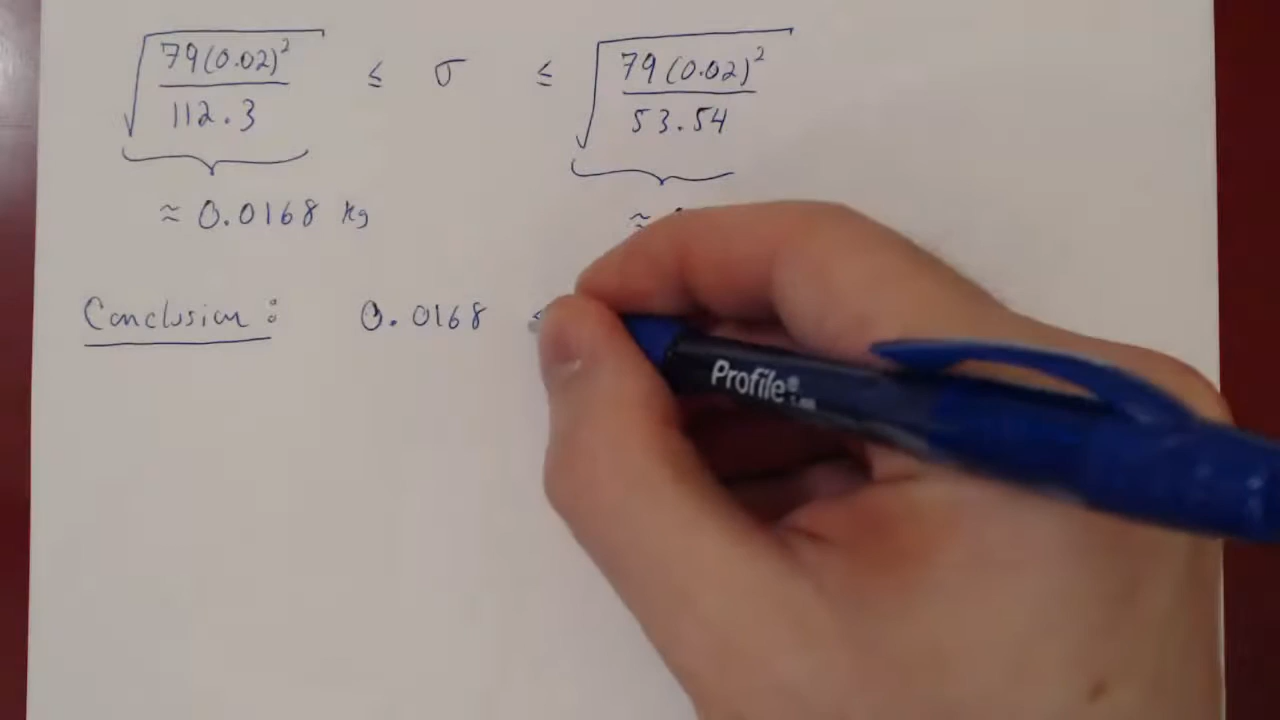 √(79(0.02)²/112.3) ≤ σ ≤ √(79(0.02)²/53.54)
≈ 0.0168 kg ≈
Conclusion: 0.0168
Profile